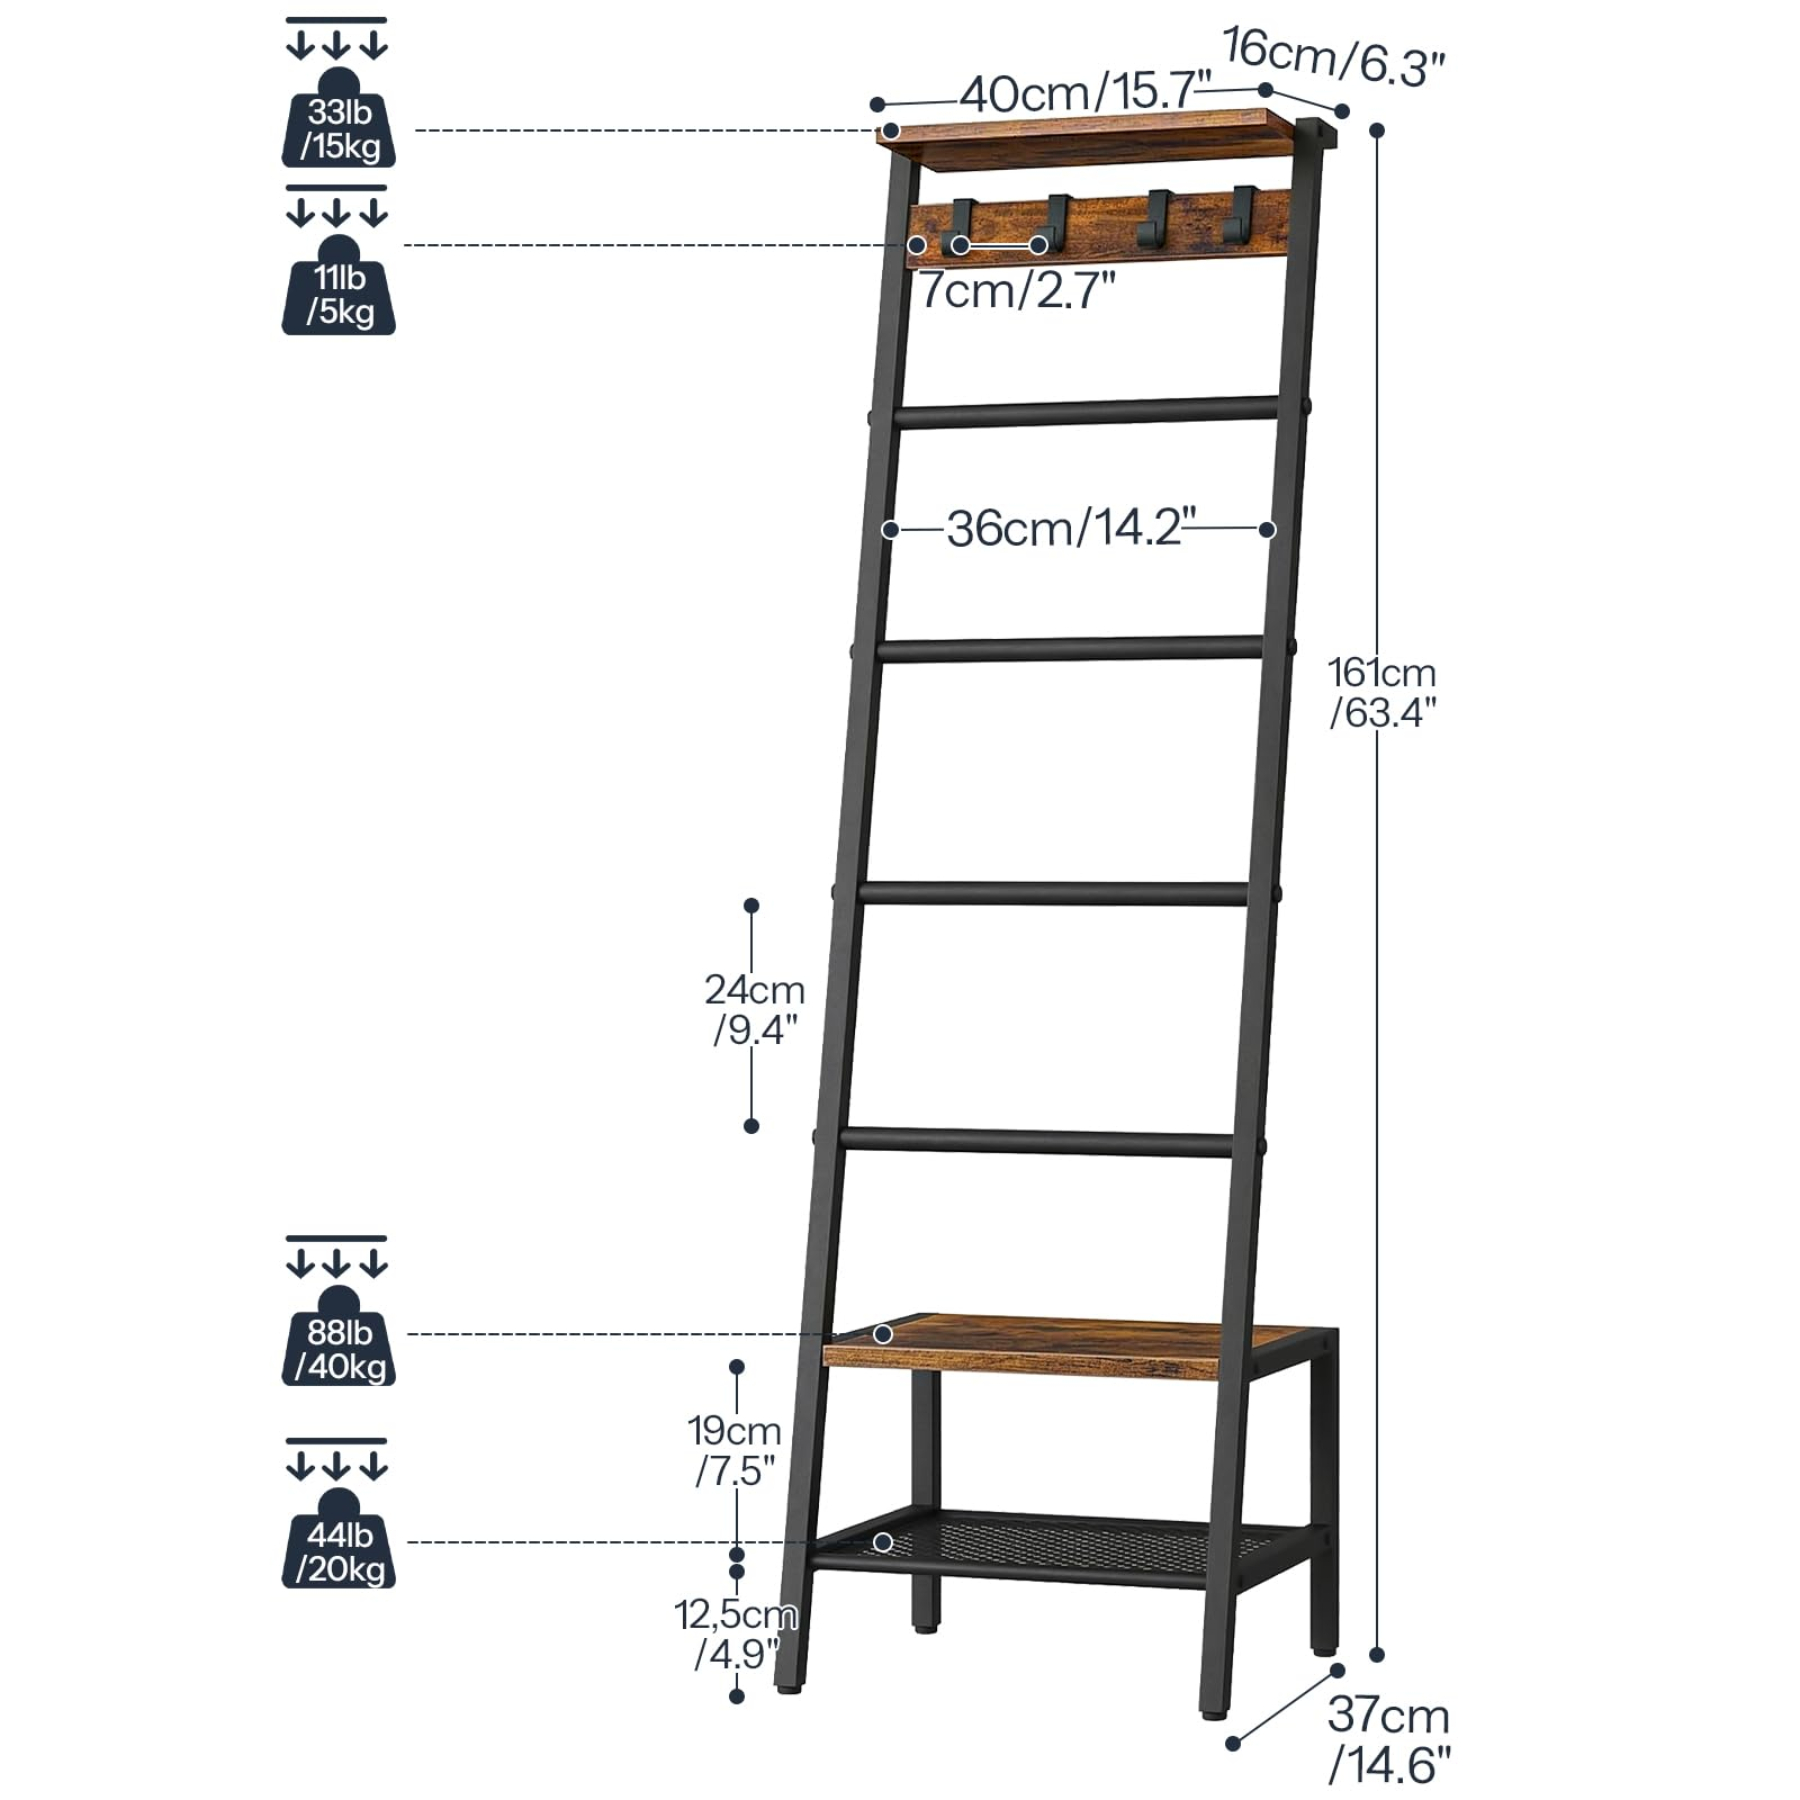 33lb
/15kg
40cm/15.7"
16cm/6.3"
11lb
/5kg
7cm/2.7"
36cm/14.2"
161cm
/63.4"
24cm
/9.4"
88lb
/40kg
19cm
/7.5"
44lb
/20kg
12,5cm
/4.9"
37cm
/14.6"